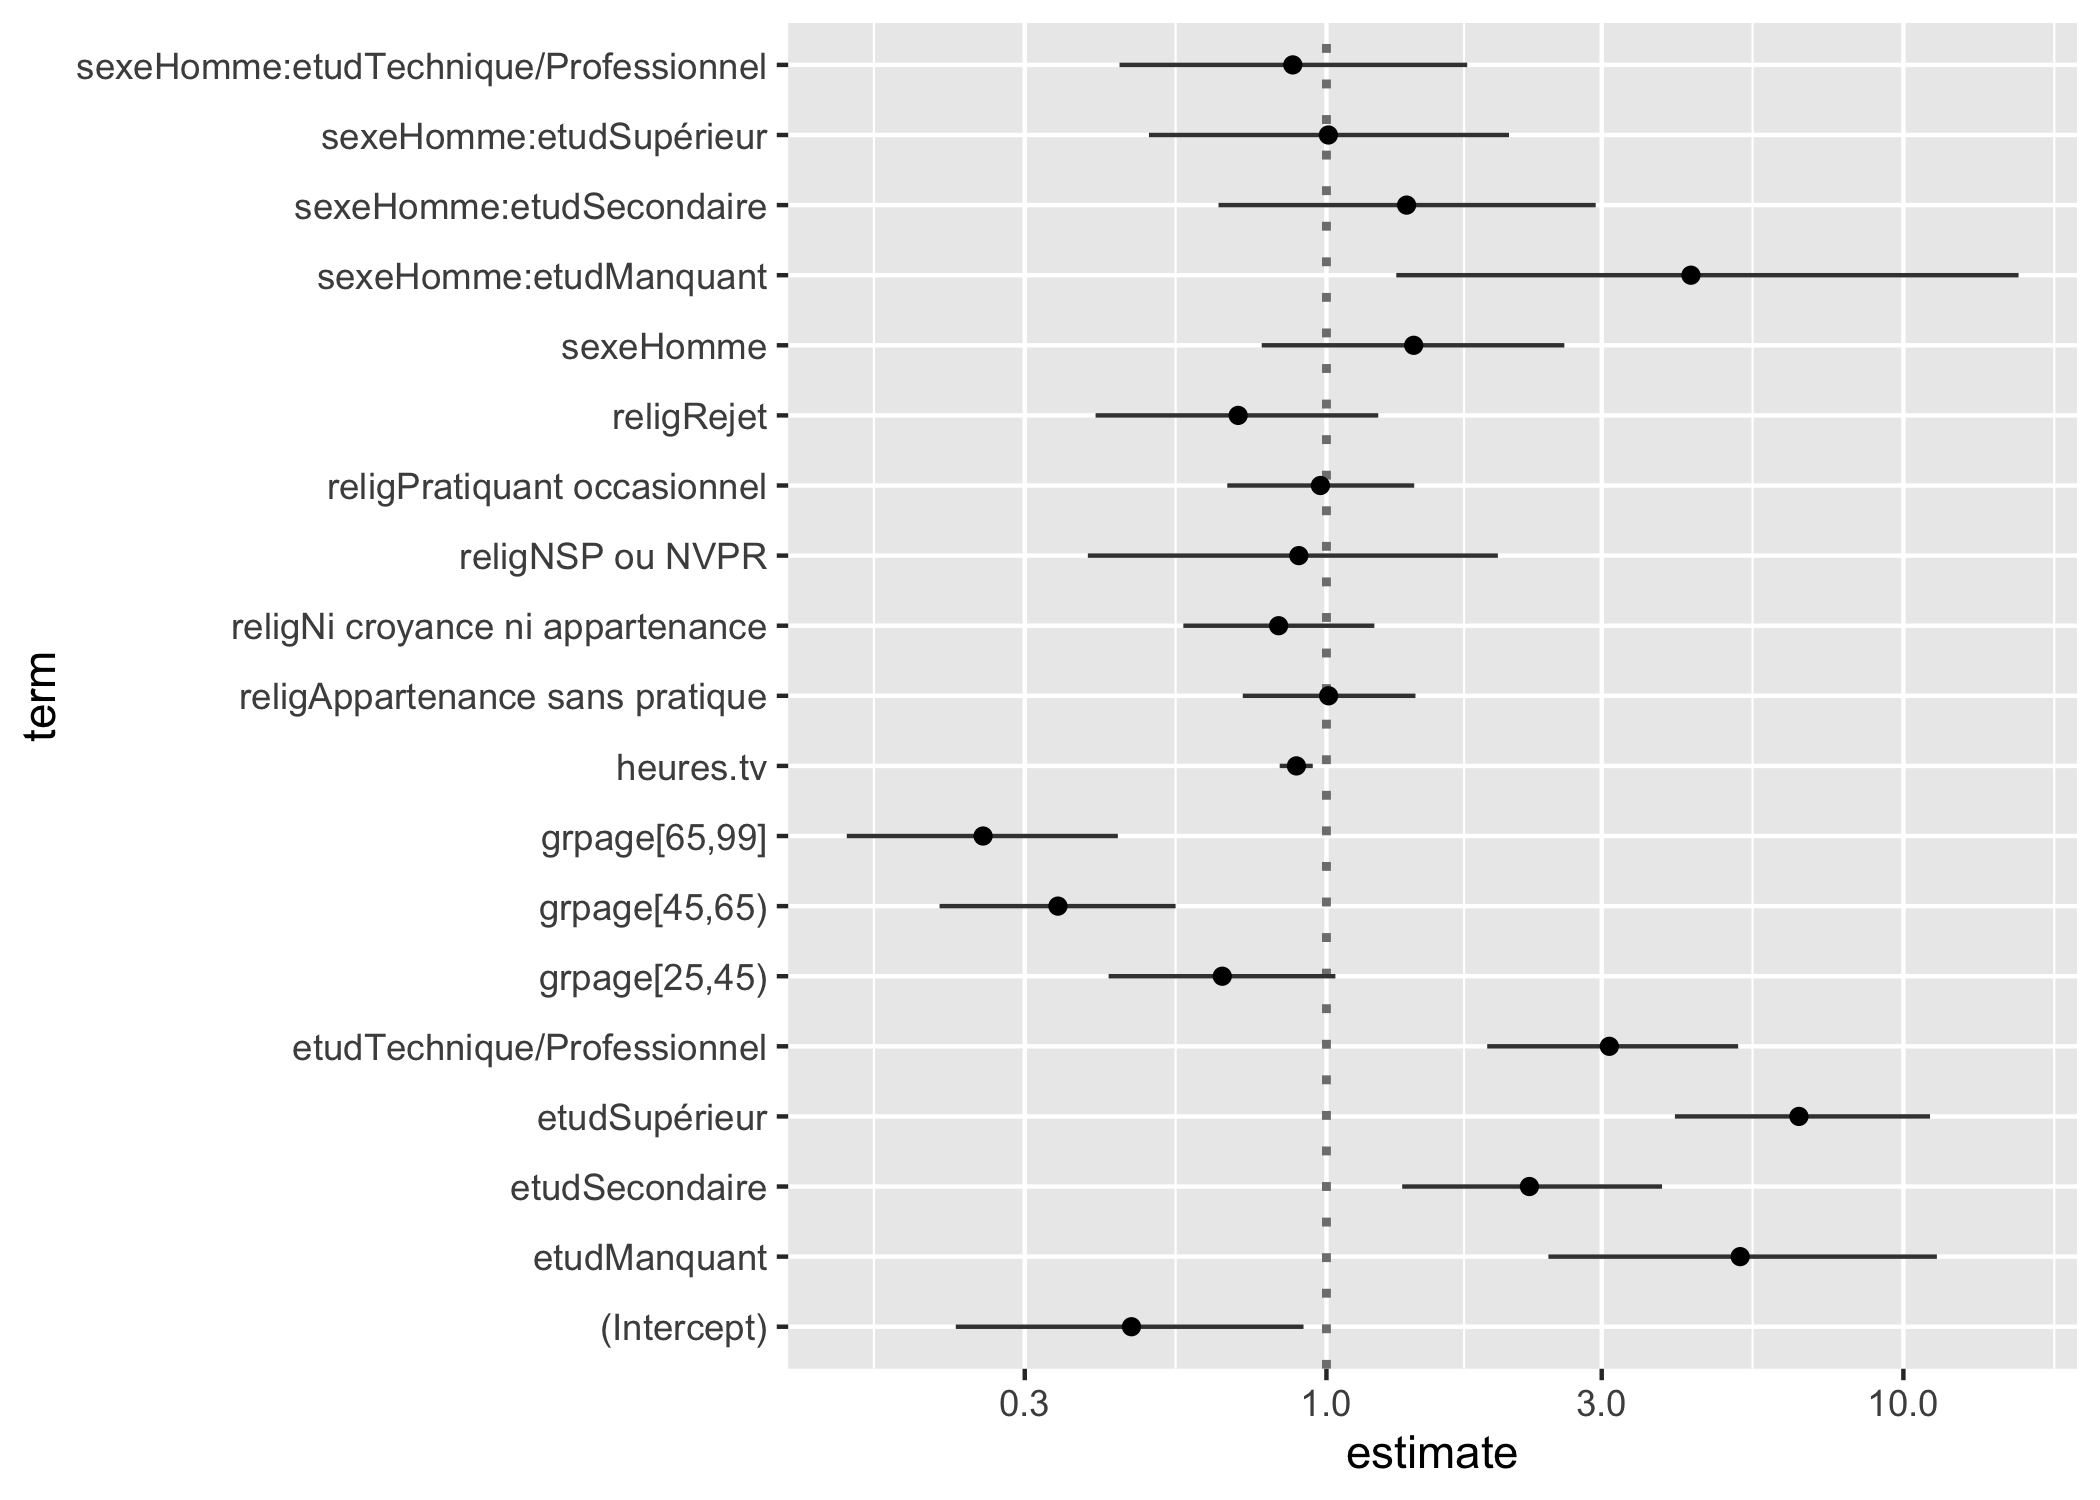 sexeHomme:etudTechnique/Professionnel
sexeHomme:etudSupérieur
sexeHomme:etudSecondaire
sexeHomme:etudManquant
sexeHomme
religRejet
religPratiquant occasionnel
religNSP ou NVPR
religNi croyance ni appartenance
religAppartenance sans pratique
heures.tv
grpage[65,99]
grpage[45,65)
grpage[25,45)
etudTechnique/Professionnel
etudSupérieur
etudSecondaire
etudManquant
(Intercept)
term
0.3 1.0 3.0 10.0
estimate